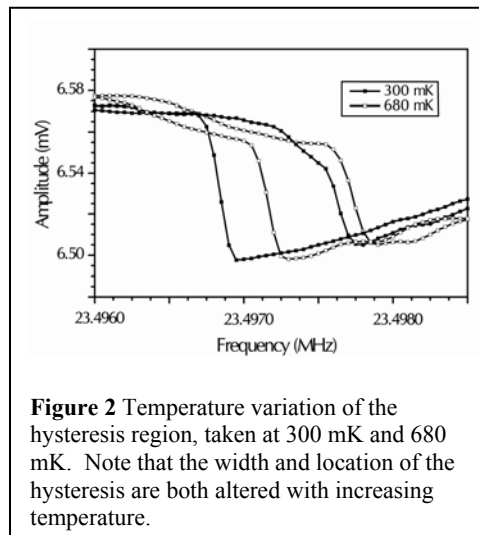 6.58
6.54
6.50
Amplitude (mV)
300 mK
680 mK
23.4960
23.4970
23.4980
Frequency (MHz)
Figure 2 Temperature variation of the
hysteresis region, taken at 300 mK and 680
mK. Note that the width and location of the
hysteresis are both altered with increasing
temperature.